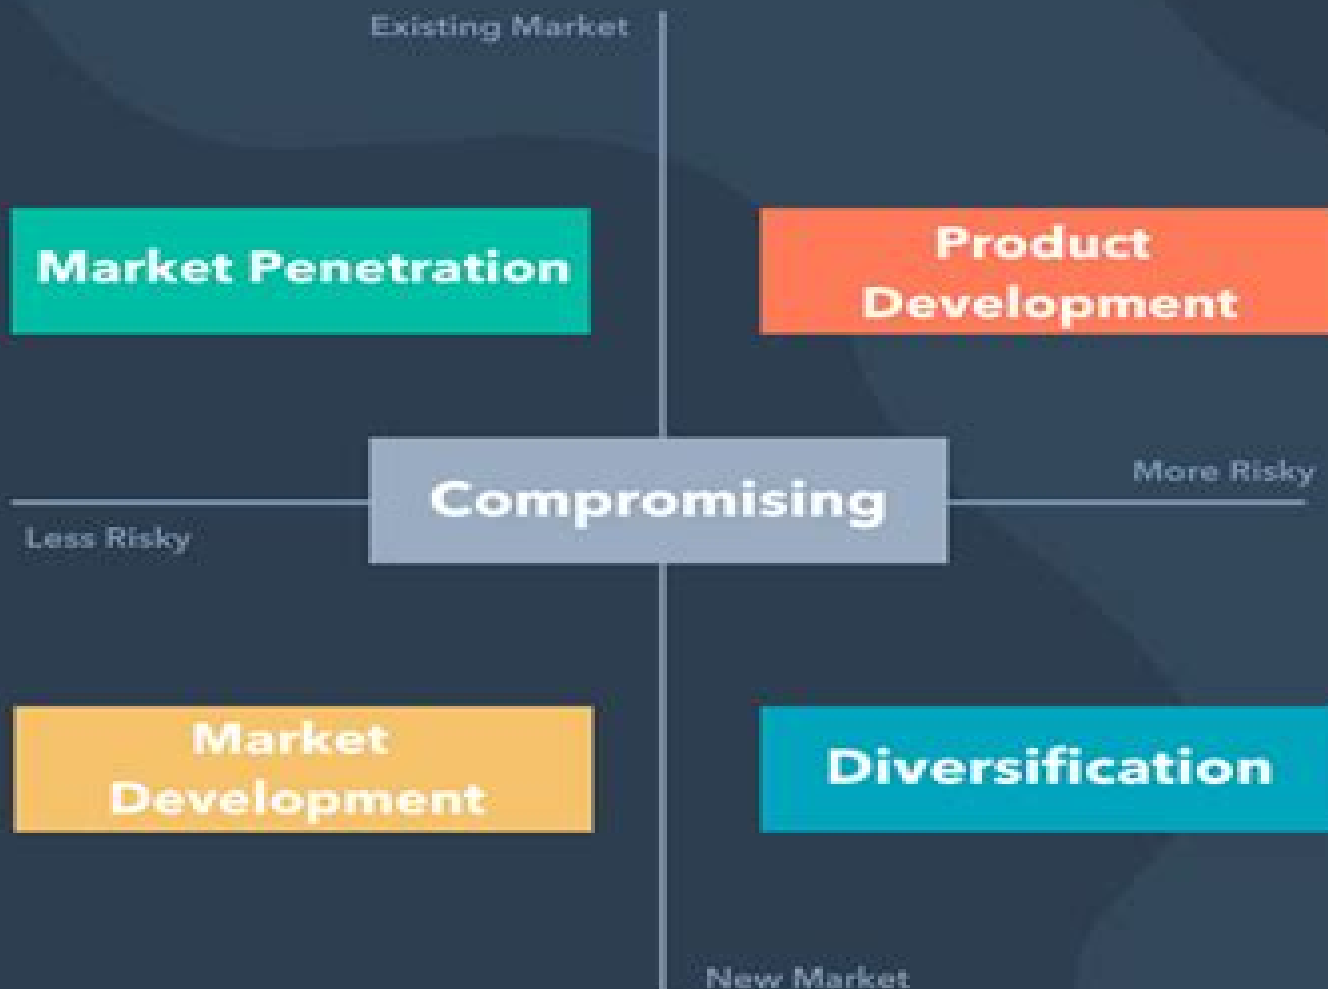 Existing Market
Market Penetration
Product
Development
More Risky
Compromising
Less Risky
Market
Development
Diversification
New Market